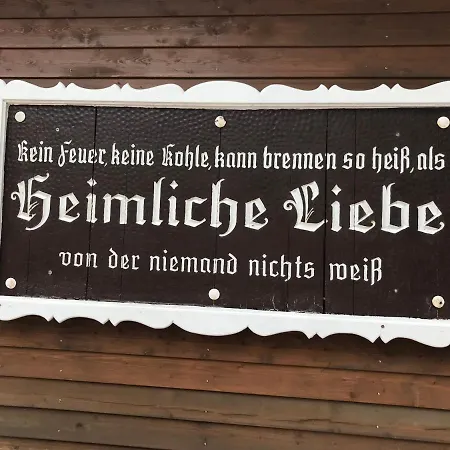 Kein Feuer, keine Kohle, kann brennen so heiß, als
Heimliche Liebe
von der niemand nichts weiß